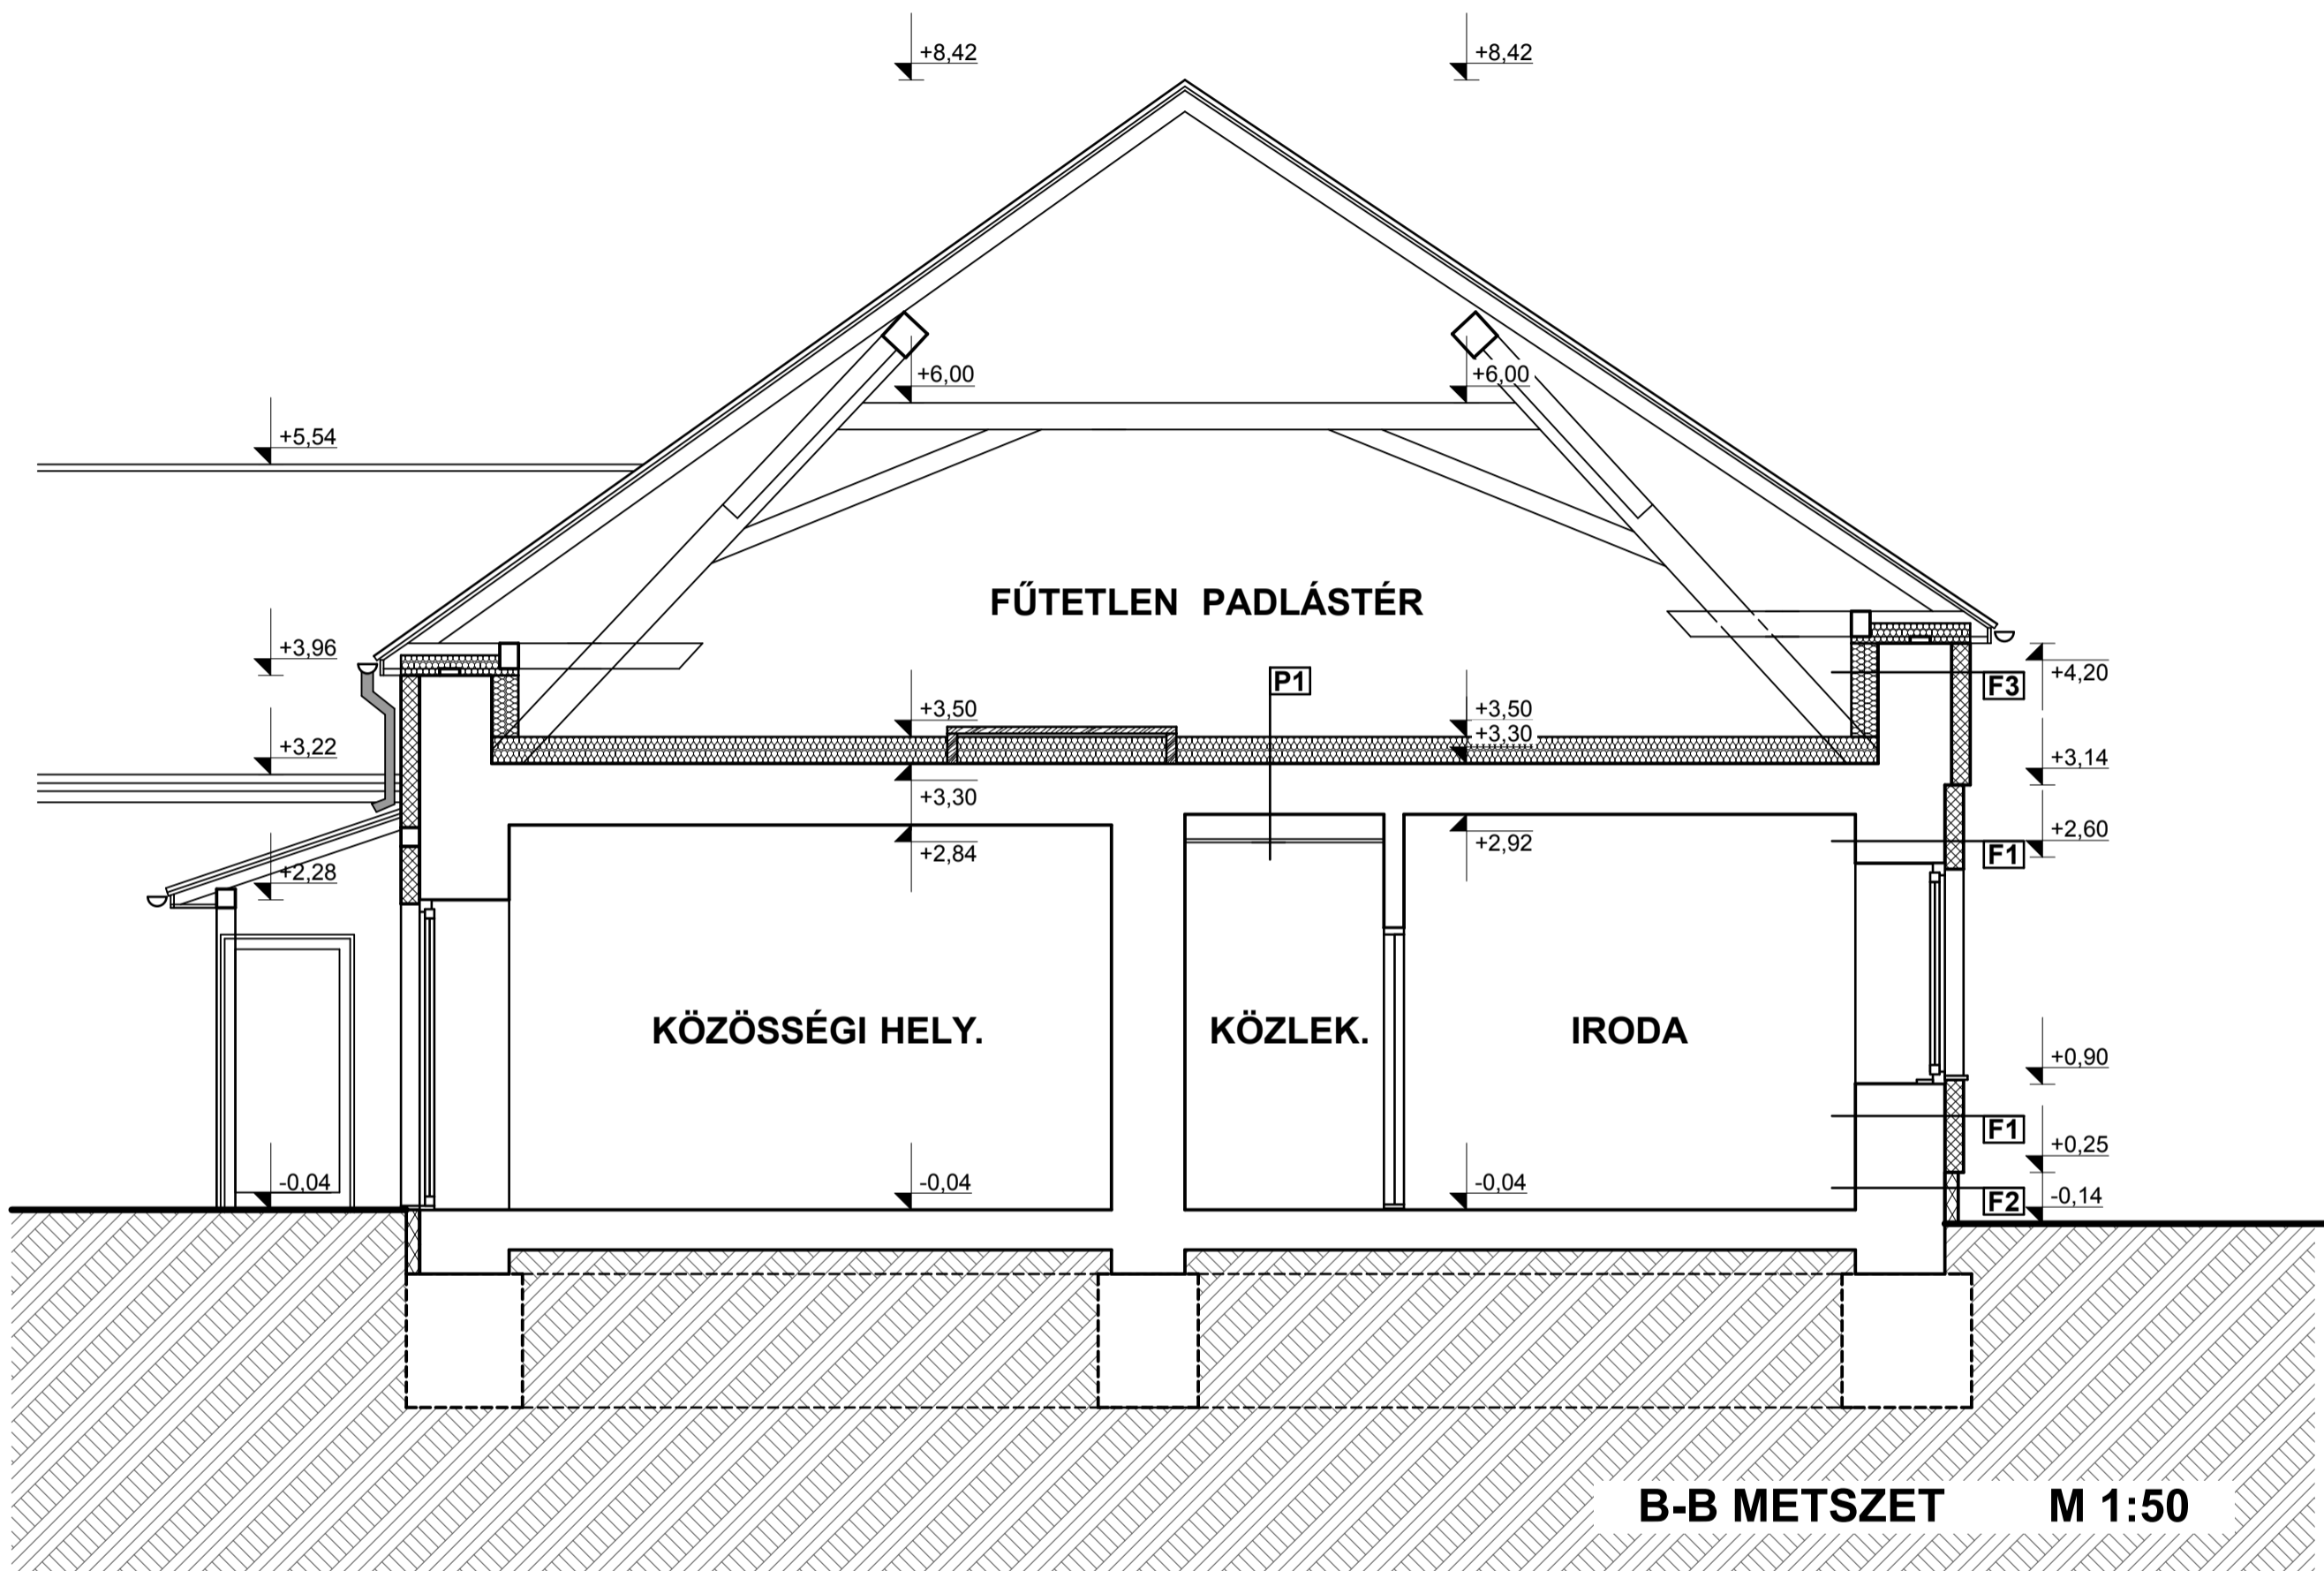 +8,42 +8,42
+6,00 +6,00
+5,54
FŰTETLEN PADLÁSTÉR
+3,96
+4,20
P1
F3
+3,50 +3,50
+3,30
+3,22
+3,14
+3,30
+2,60
+2,84 +2,92
F1
+2,28
KÖZÖSSÉGI HELY. KÖZLEK. IRODA
+0,90
F1
+0,25
-0,04 -0,04 -0,04
F2 -0,14
B-B METSZET M 1:50